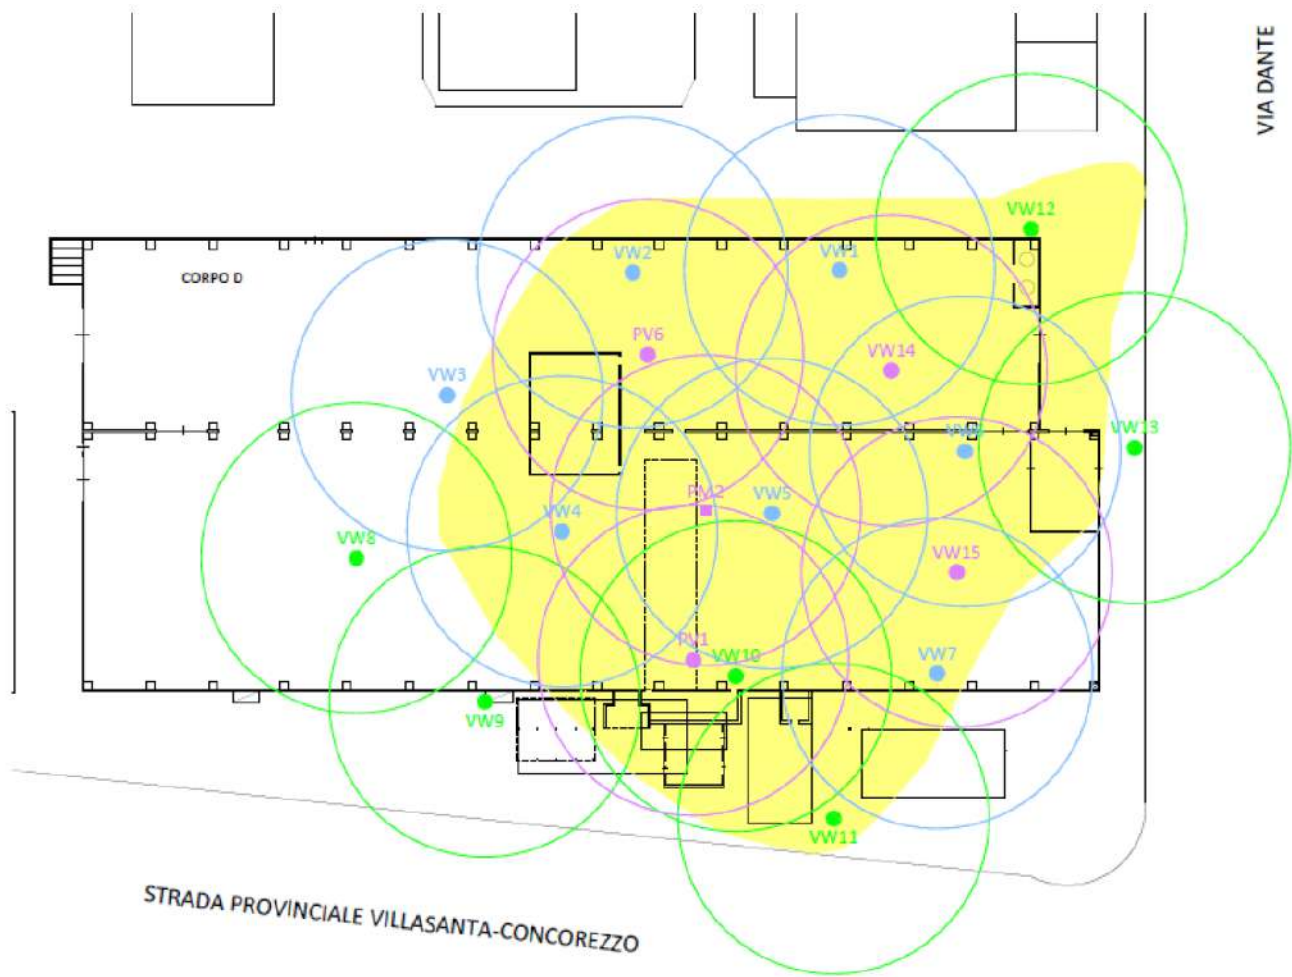 VIA DANTE
VW12
VW2
VW1
CORPO D
PV6
VW14
VW3
VW13
PM2
VW5
VW4
VW8
VW15
PV1
VW10
VW7
VW9
VW11
STRADA PROVINCIALE VILLASANTA-CONCOREZZO